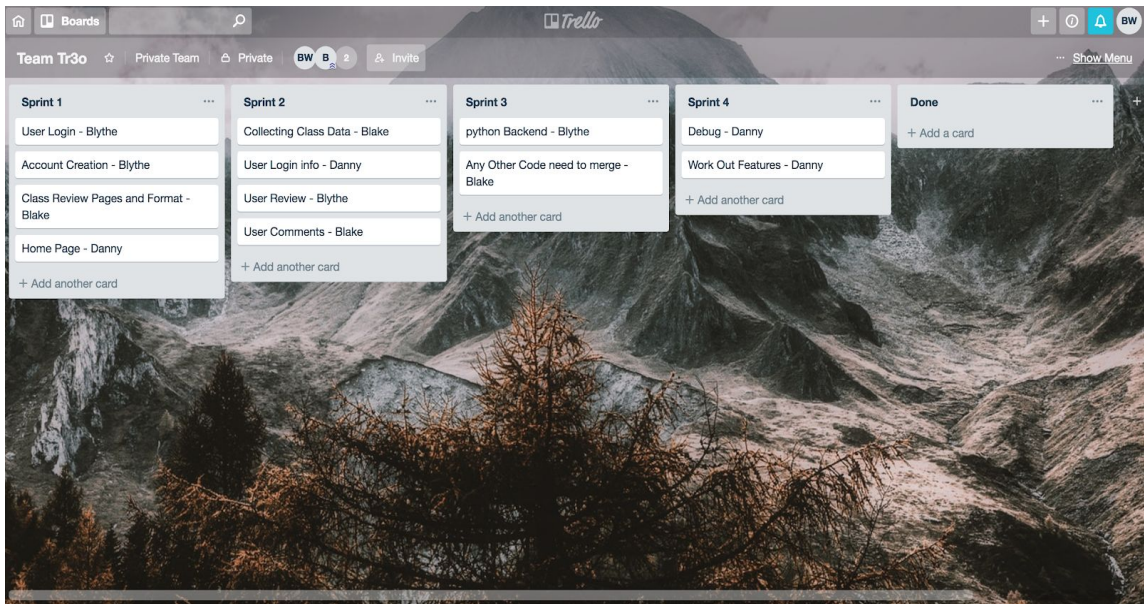 Boards
Trello
BW
Team Tr3o
Private Team
Private
BW
B
2
Invite
··· Show Menu
Sprint 1
User Login - Blythe
Account Creation - Blythe
Class Review Pages and Format -
Blake
Home Page - Danny
+ Add another card
Sprint 2
Collecting Class Data - Blake
User Login info - Danny
User Review - Blythe
User Comments - Blake
+ Add another card
Sprint 3
python Backend - Blythe
Any Other Code need to merge -
Blake
+ Add another card
Sprint 4
Debug - Danny
Work Out Features - Danny
+ Add another card
Done
+ Add a card